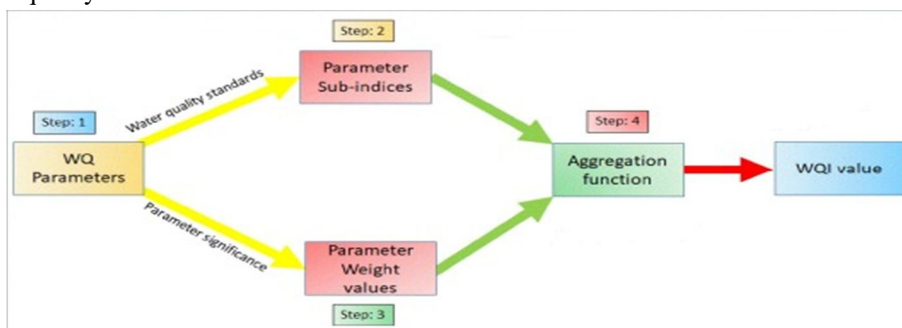 Step: 2
Parameter
Sub-indices
Water quality standards
Step: 1
Step: 4
WQ
Parameters
Aggregation
function
WQI value
Parameter significance
Parameter
Weight
values
Step: 3